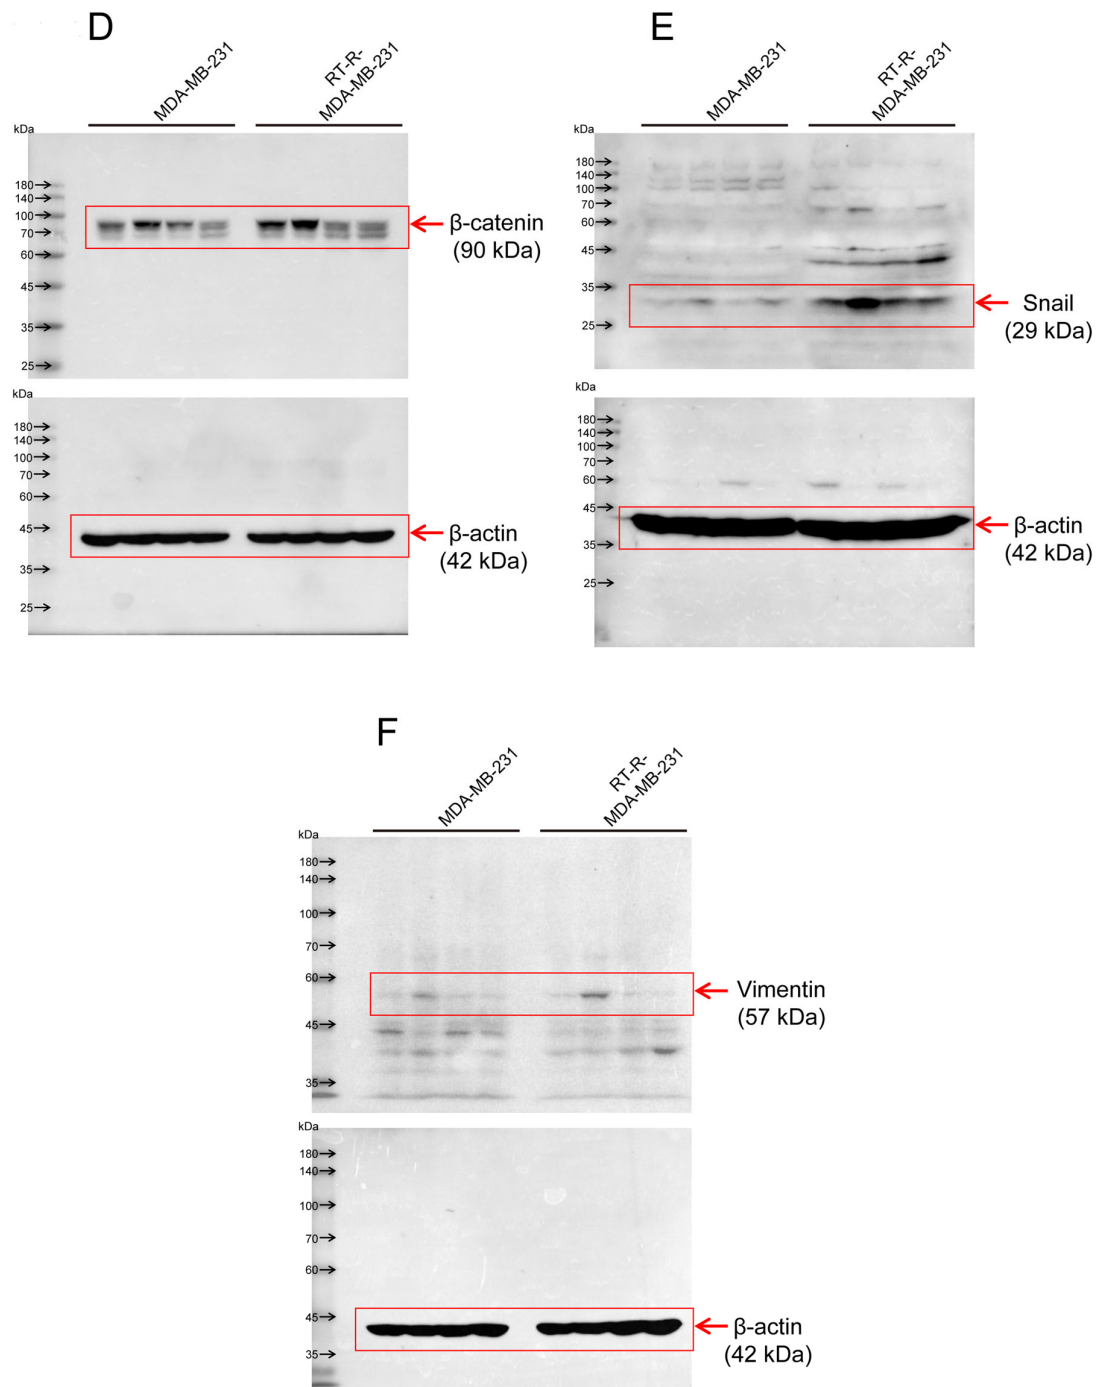 D
MDA-MB-231
RT-R-
MDA-MB-231
kDa
180
140
100
70
60
45
35
25
β-catenin
(90 kDa)
kDa
180
140
100
70
60
45
35
25
β-actin
(42 kDa)
E
MDA-MB-231
RT-R-
MDA-MB-231
kDa
180
140
100
70
60
45
35
25
Snail
(29 kDa)
kDa
180
140
100
70
60
45
35
25
β-actin
(42 kDa)
F
MDA-MB-231
RT-R-
MDA-MB-231
kDa
180
140
100
70
60
45
35
Vimentin
(57 kDa)
kDa
180
140
100
70
60
45
35
β-actin
(42 kDa)